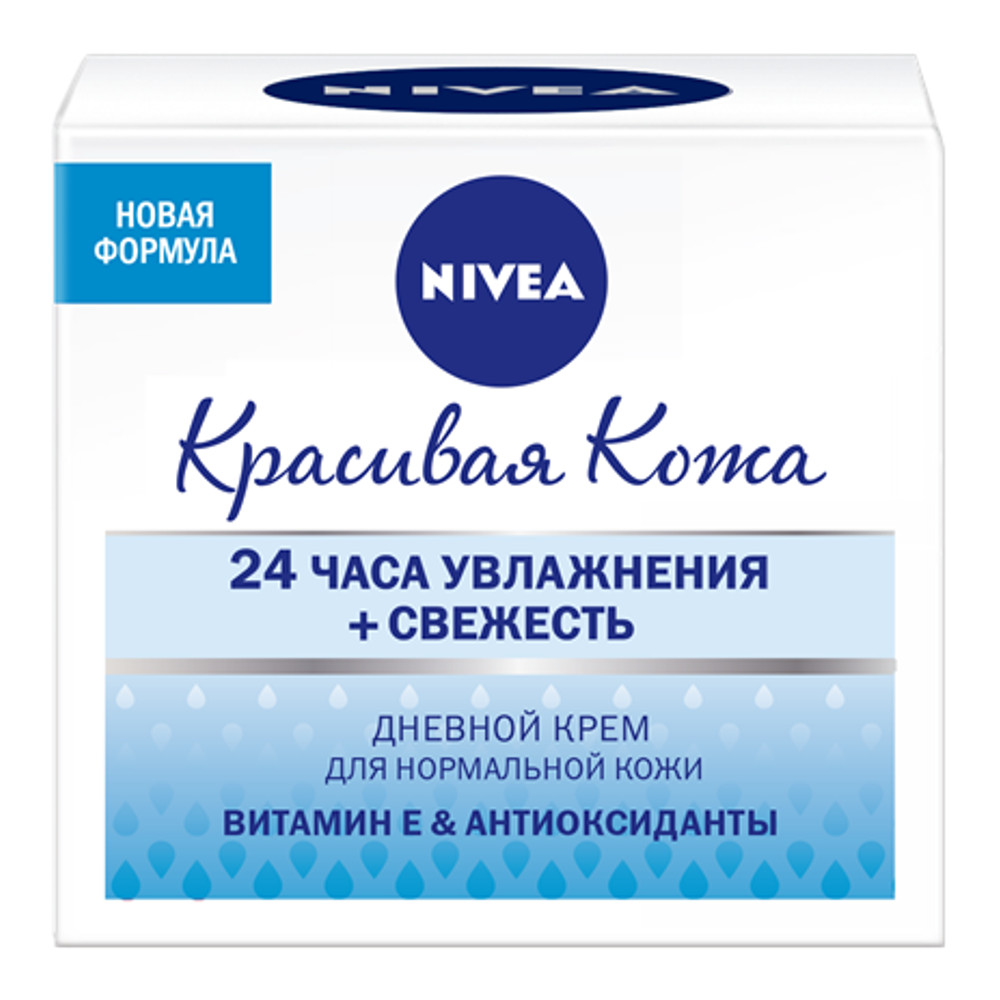 NIVEA
НОВАЯ
ФОРМУЛА
NIVEA
Красивая Кожа
24 ЧАСА УВЛАЖНЕНИЯ
+ СВЕЖЕСТЬ
ДНЕВНОЙ КРЕМ
ДЛЯ НОРМАЛЬНОЙ КОЖИ
ВИТАМИН Е & АНТИОКСИДАНТЫ